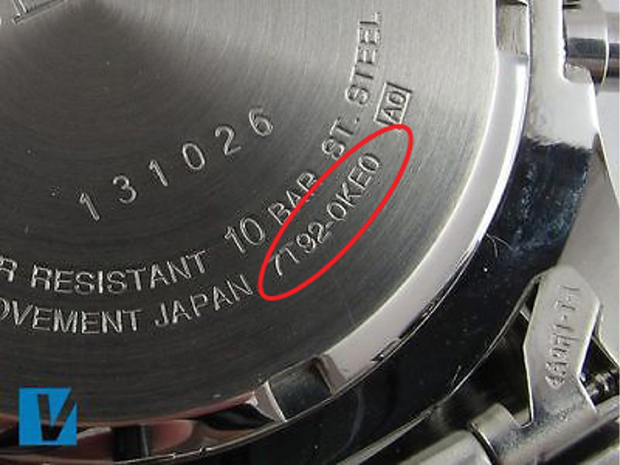 131026
R RESISTANT 10 BAR ST. STEEL A0
OVEMENT JAPAN 7T92-0KE0